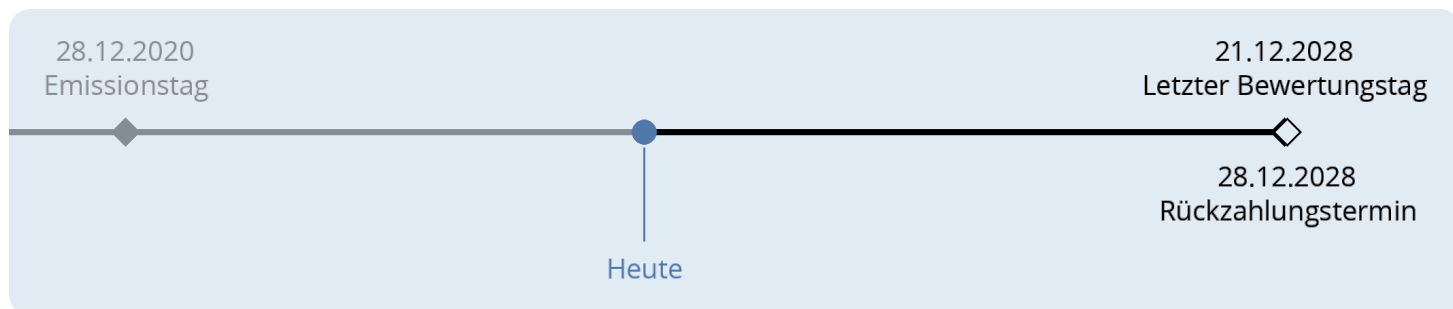 28.12.2020
Emissionstag
21.12.2028
Letzter Bewertungstag
28.12.2028
Rückzahlungstermin
Heute